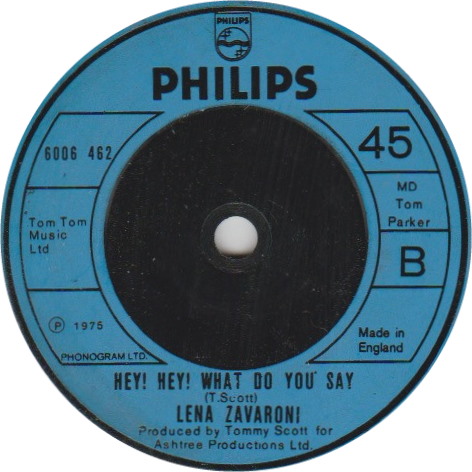 PHILIPS
PHILIPS
6006 462
45
Tom Tom
Music
Ltd
MD
Tom
Parker
B
Ⓟ 1975
Made in
England
PHONOGRAM LTD.
HEY! HEY! WHAT DO YOU SAY
(T.Scott)
LENA ZAVARONI
Produced by Tommy Scott for
Ashtree Productions Ltd.